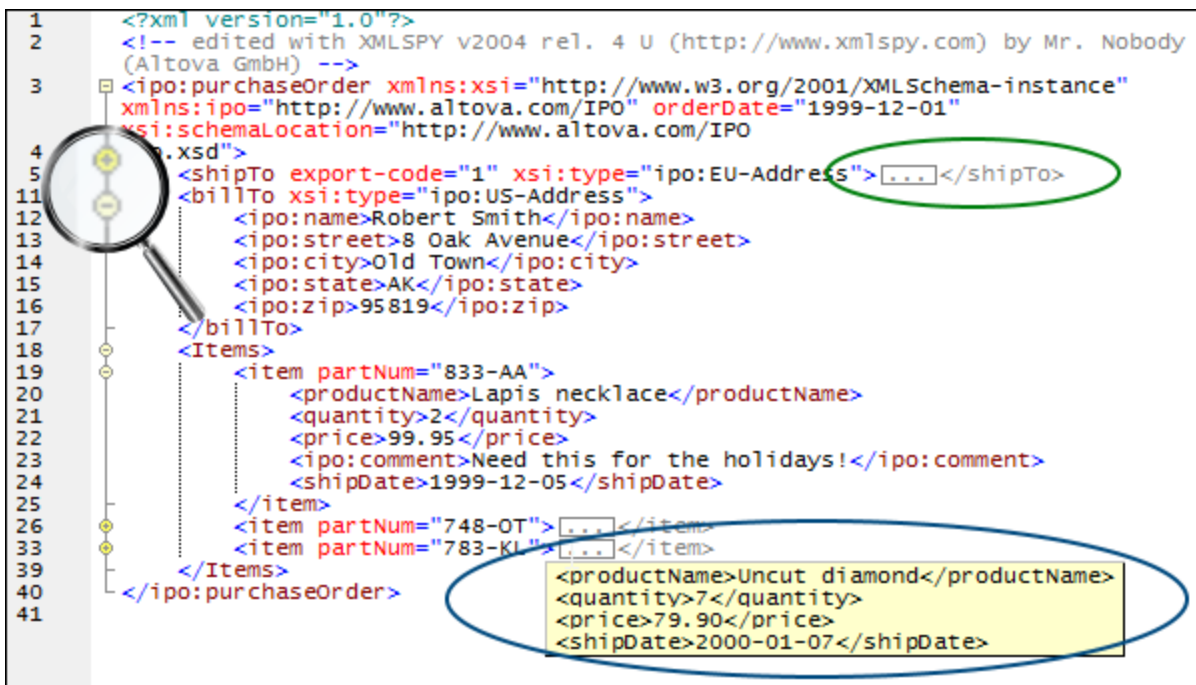 1 <?xml version="1.0"?>
2 <!-- edited with XMLSPY v2004 rel. 4 U (http://www.xmlspy.com) by Mr. Nobody
(Altova GmbH) -->
3 <ipo:purchaseOrder xmlns:xsi="http://www.w3.org/2001/XMLSchema-instance"
xmlns:ipo="http://www.altova.com/IPO" orderDate="1999-12-01"
xsi:schemaLocation="http://www.altova.com/IPO
4 .xsd">
5 <shipTo export-code="1" xsi:type="ipo:EU-Address">...</shipTo>
11 <billTo xsi:type="ipo:US-Address">
12 <ipo:name>Robert Smith</ipo:name>
13 <ipo:street>8 Oak Avenue</ipo:street>
14 <ipo:city>Old Town</ipo:city>
15 <ipo:state>AK</ipo:state>
16 <ipo:zip>95819</ipo:zip>
17 </billTo>
18 <Items>
19 <item partNum="833-AA">
20 <productName>Lapis necklace</productName>
21 <quantity>2</quantity>
22 <price>99.95</price>
23 <ipo:comment>Need this for the holidays!</ipo:comment>
24 <shipDate>1999-12-05</shipDate>
25 </item>
26 <item partNum="748-OT">...</item>
33 <item partNum="783-KL">...</item>
39 </Items>
40 </ipo:purchaseOrder>
41
<productName>Uncut diamond</productName>
<quantity>7</quantity>
<price>79.90</price>
<shipDate>2000-01-07</shipDate>